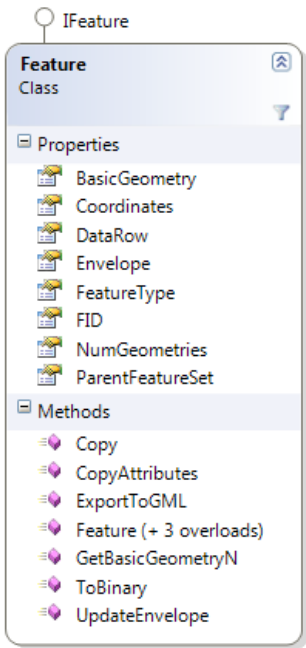 IFeature
Feature
Class
Properties
BasicGeometry
Coordinates
DataRow
Envelope
FeatureType
FID
NumGeometries
ParentFeatureSet
Methods
Copy
CopyAttributes
ExportToGML
Feature (+ 3 overloads)
GetBasicGeometryN
ToBinary
UpdateEnvelope